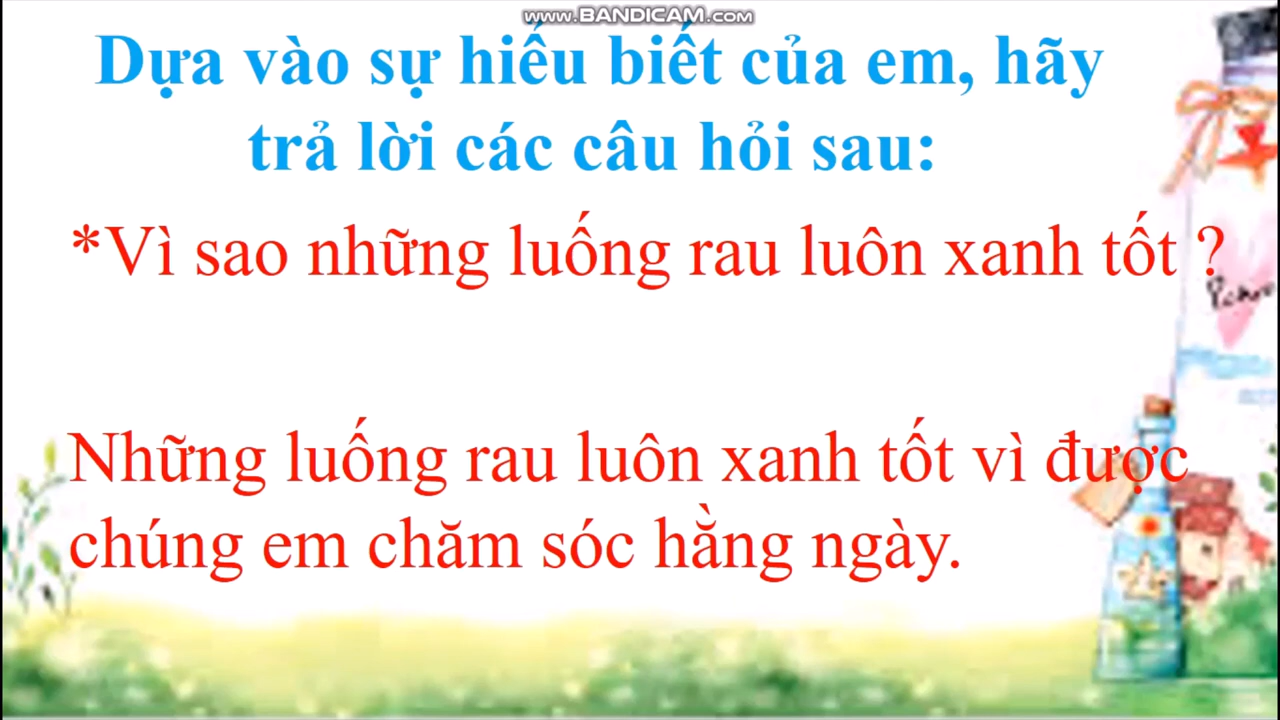 www.BANDICAM.com
Dựa vào sự hiểu biết của em, hãy
trả lời các câu hỏi sau:
*Vì sao những luống rau luôn xanh tốt ?
Những luống rau luôn xanh tốt vì được
chúng em chăm sóc hằng ngày.